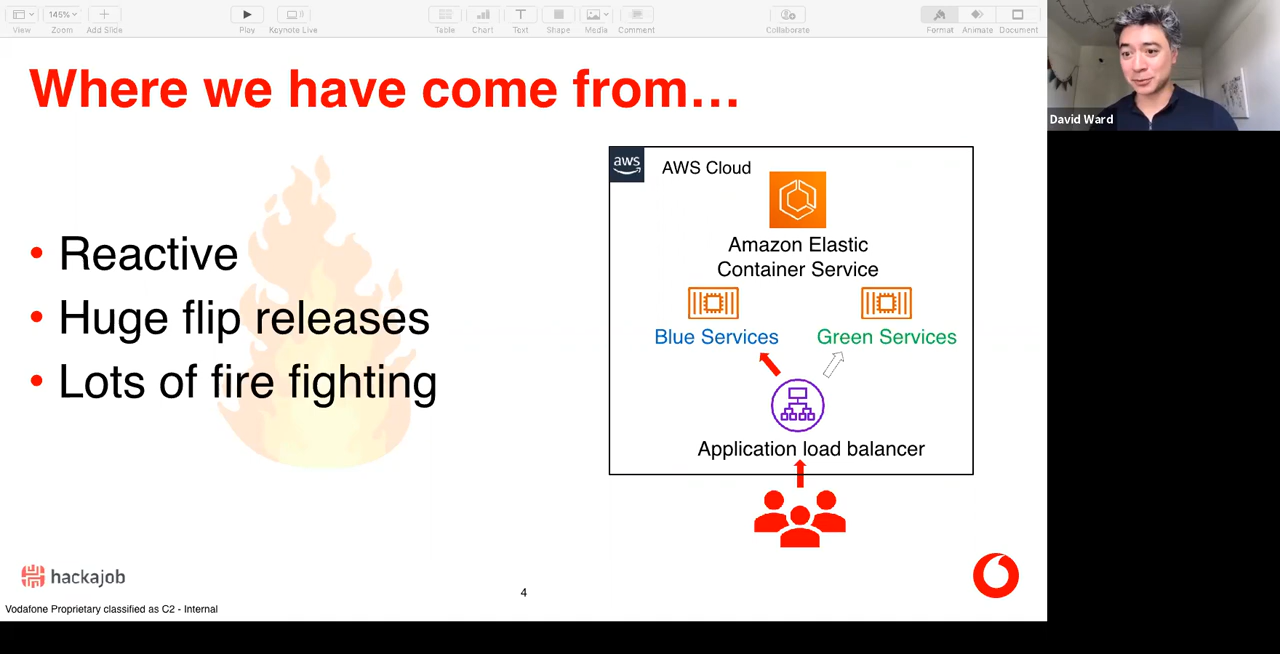 145%
View
Zoom
Add Slide
Play
Keynote Live
Table
Chart
Text
Shape
Media
Comment
Collaborate
Format
Animate
Document
David Ward
Where we have come from…
• Reactive
• Huge flip releases
• Lots of fire fighting
aws
AWS Cloud
Amazon Elastic
Container Service
Blue Services
Green Services
Application load balancer
hackajob
4
Vodafone Proprietary classified as C2 - Internal